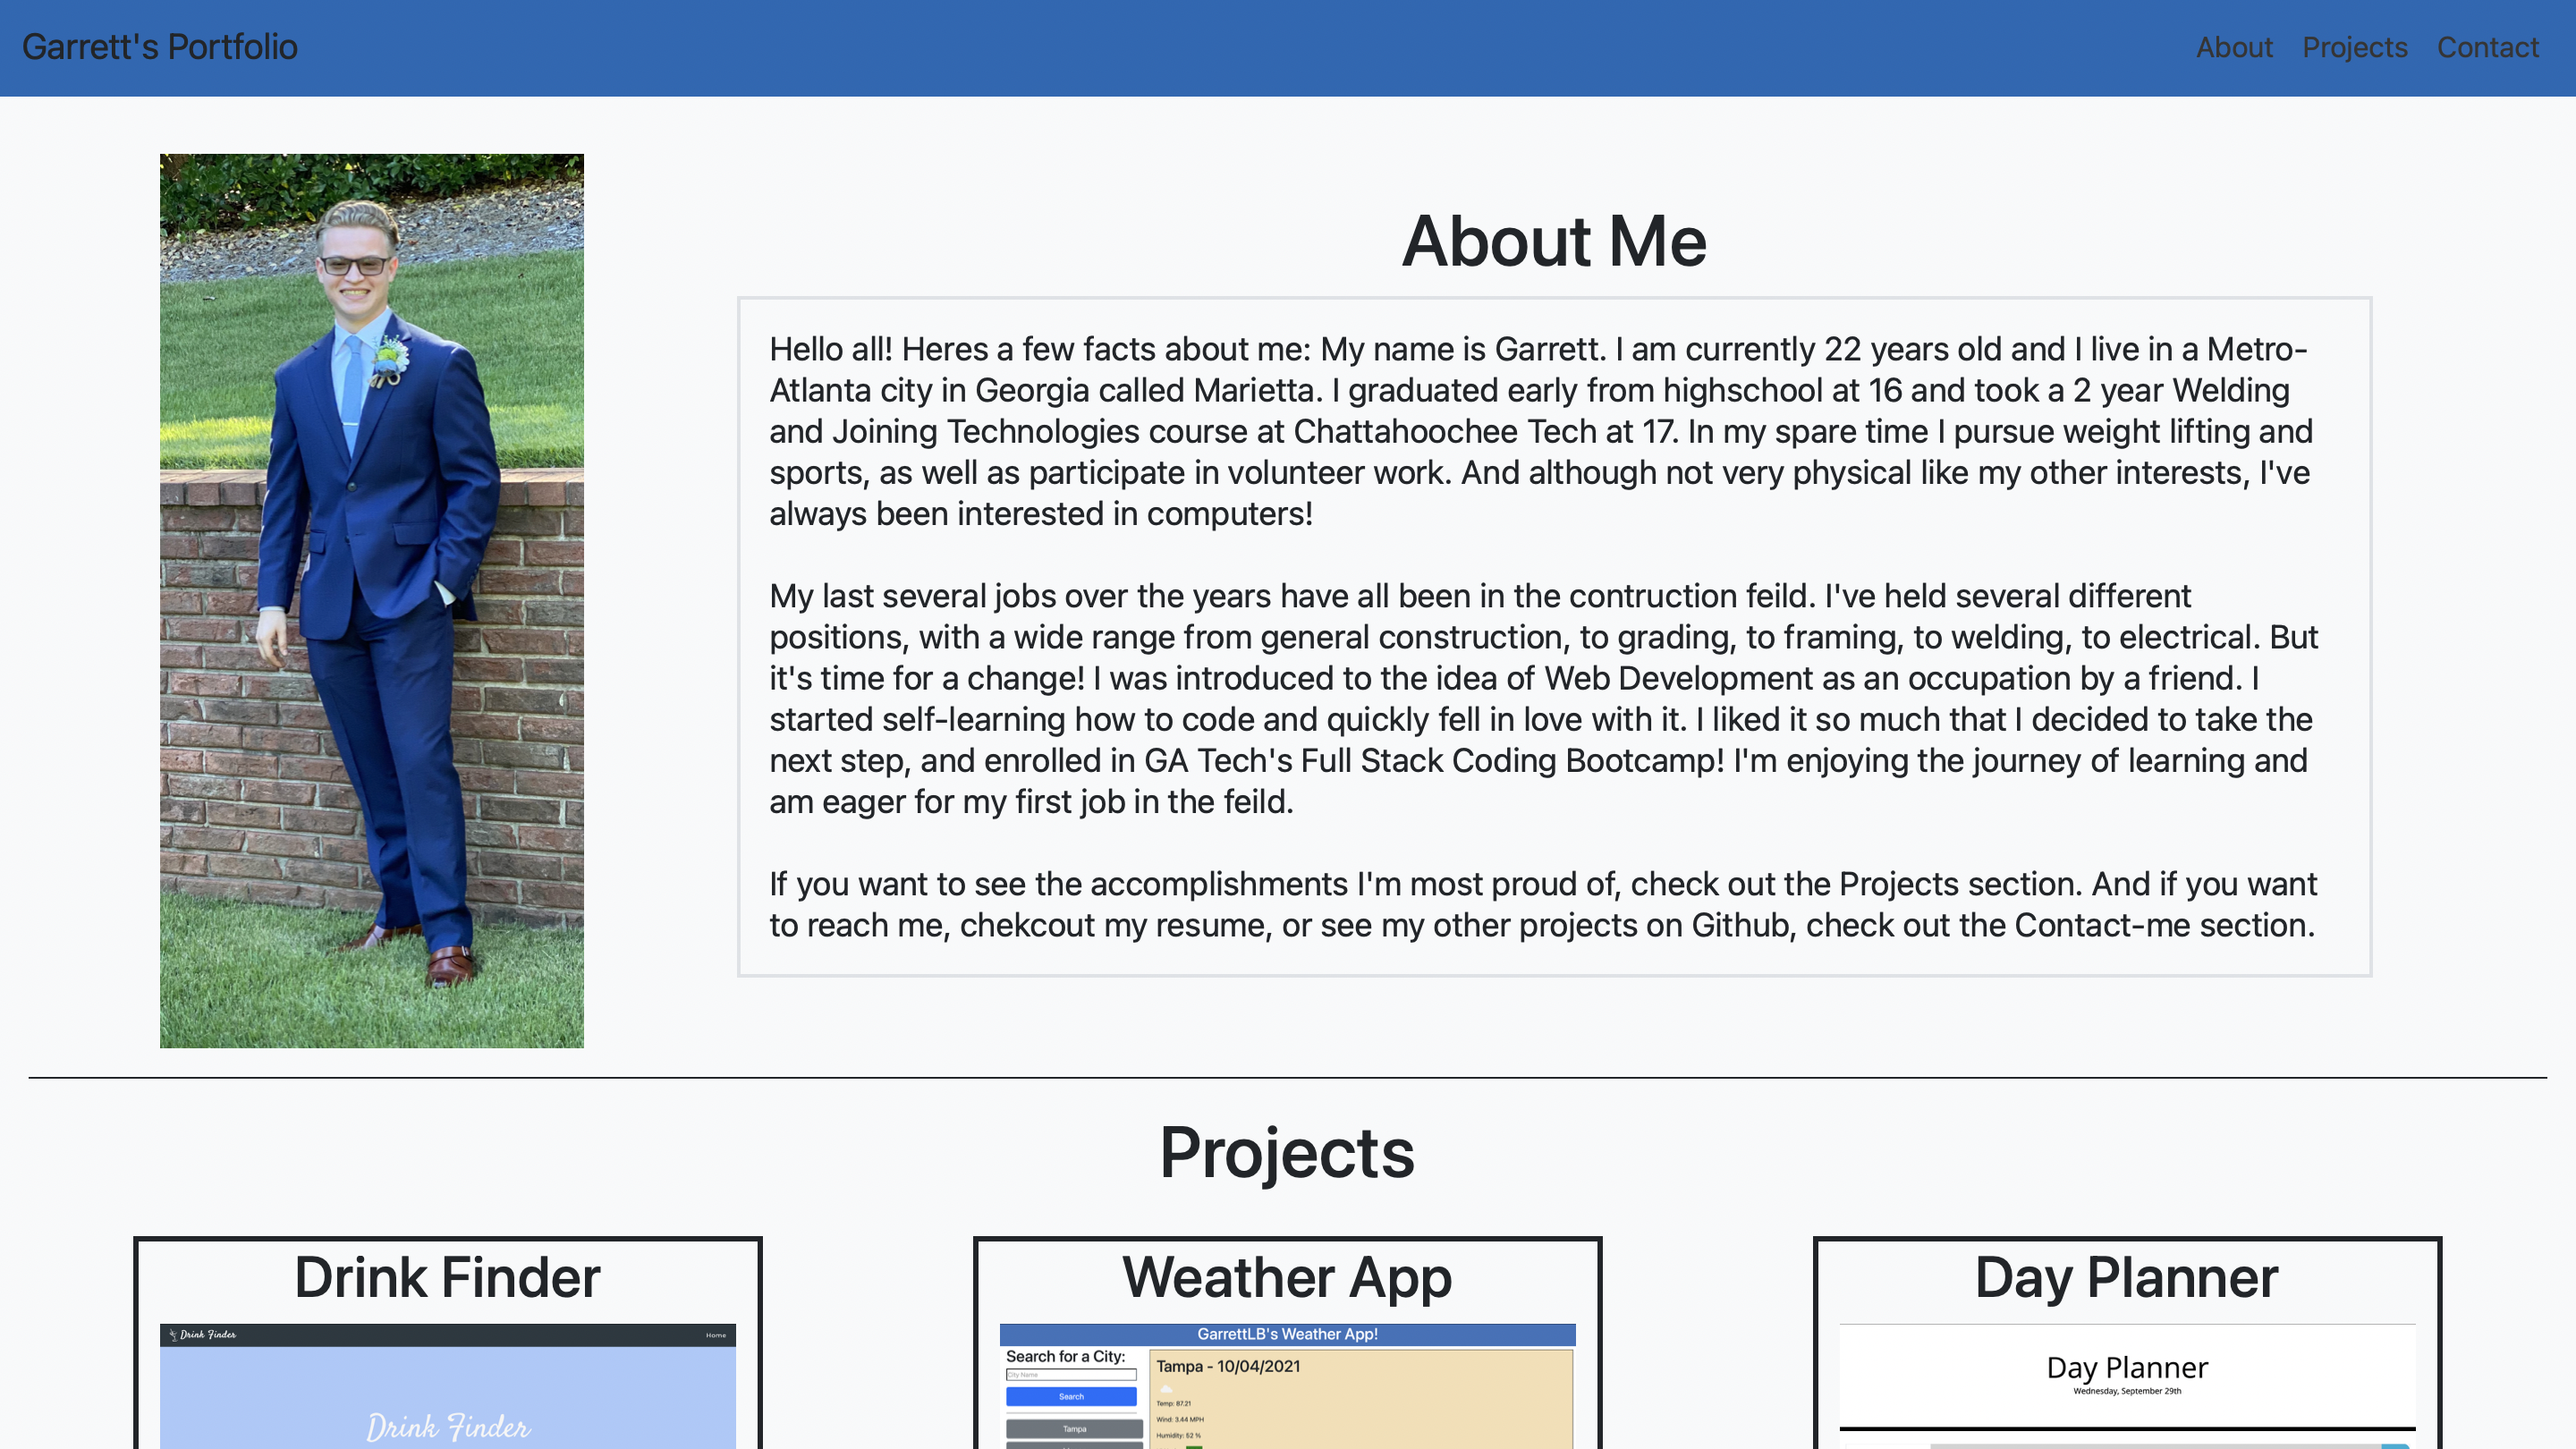 Garrett's Portfolio
About Projects Contact
About Me
Hello all! Heres a few facts about me: My name is Garrett. I am currently 22 years old and I live in a Metro-
Atlanta city in Georgia called Marietta. I graduated early from highschool at 16 and took a 2 year Welding
and Joining Technologies course at Chattahoochee Tech at 17. In my spare time I pursue weight lifting and
sports, as well as participate in volunteer work. And although not very physical like my other interests, I've
always been interested in computers!
My last several jobs over the years have all been in the contruction feild. I've held several different
positions, with a wide range from general construction, to grading, to framing, to welding, to electrical. But
it's time for a change! I was introduced to the idea of Web Development as an occupation by a friend. I
started self-learning how to code and quickly fell in love with it. I liked it so much that I decided to take the
next step, and enrolled in GA Tech's Full Stack Coding Bootcamp! I'm enjoying the journey of learning and
am eager for my first job in the feild.
If you want to see the accomplishments I'm most proud of, check out the Projects section. And if you want
to reach me, chekcout my resume, or see my other projects on Github, check out the Contact-me section.
Projects
Drink Finder
Drink Finder
Home
Drink Finder
Weather App
GarrettLB's Weather App!
Search for a City:
City Name
Search
Tampa
Tampa - 10/04/2021
Temp: 87.21
Wind: 3.44 MPH
Humidity: 52 %
Day Planner
Day Planner
Wednesday, September 29th